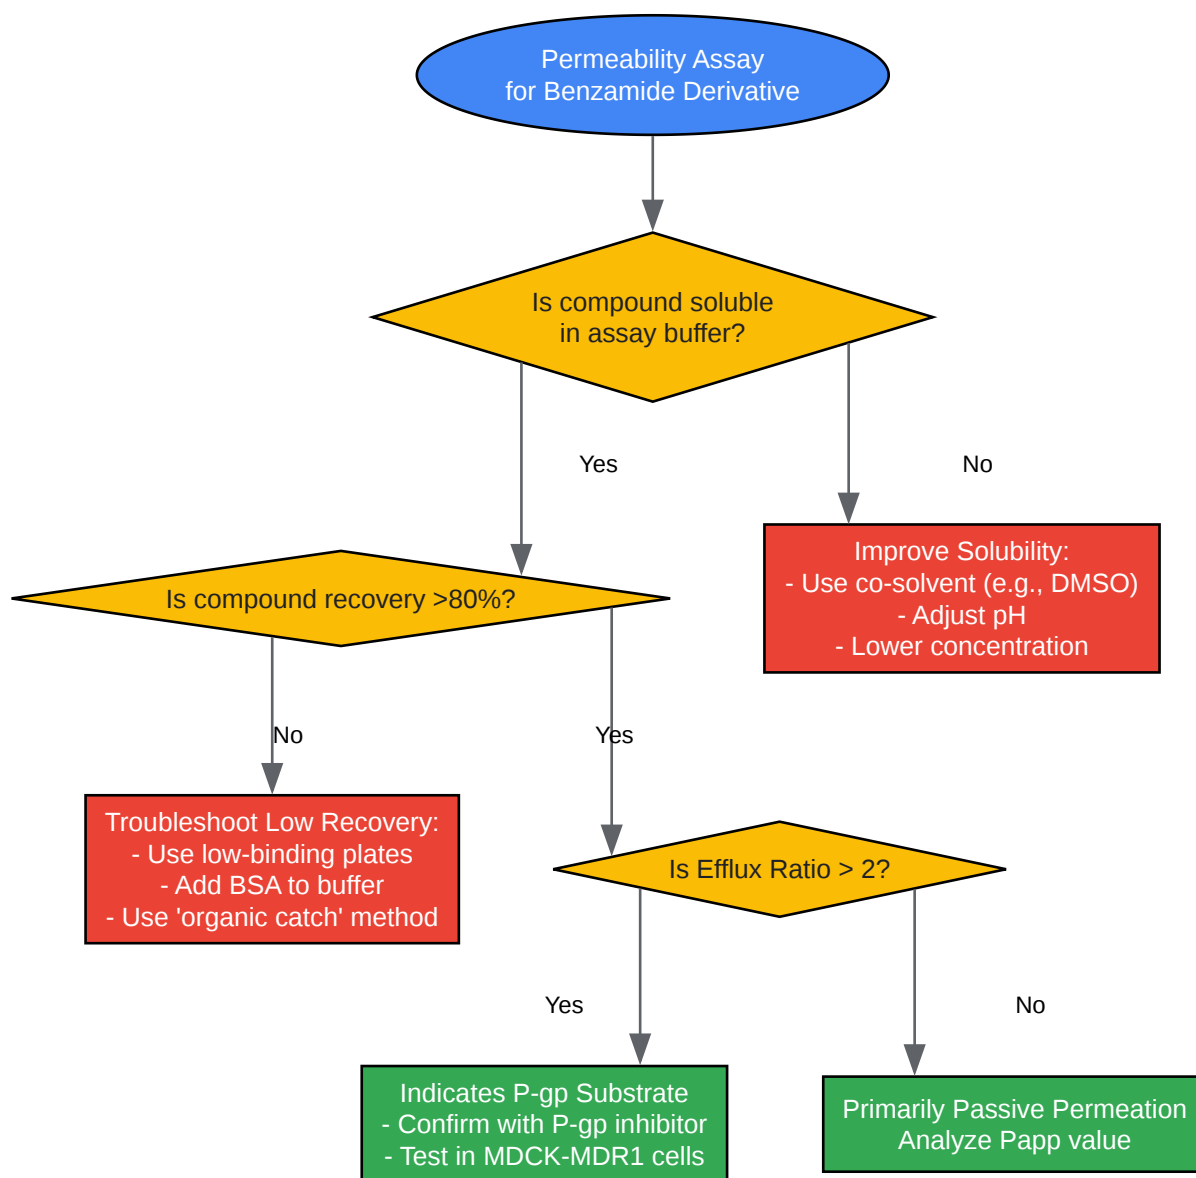 Permeability Assay
for Benzamide Derivative
Is compound soluble
in assay buffer?
Yes
No
Improve Solubility:
- Use co-solvent (e.g., DMSO)
- Adjust pH
- Lower concentration
Is compound recovery >80%?
No
Yes
Troubleshoot Low Recovery:
- Use low-binding plates
- Add BSA to buffer
- Use 'organic catch' method
Is Efflux Ratio > 2?
Yes
No
Indicates P-gp Substrate
- Confirm with P-gp inhibitor
- Test in MDCK-MDR1 cells
Primarily Passive Permeation
Analyze Papp value